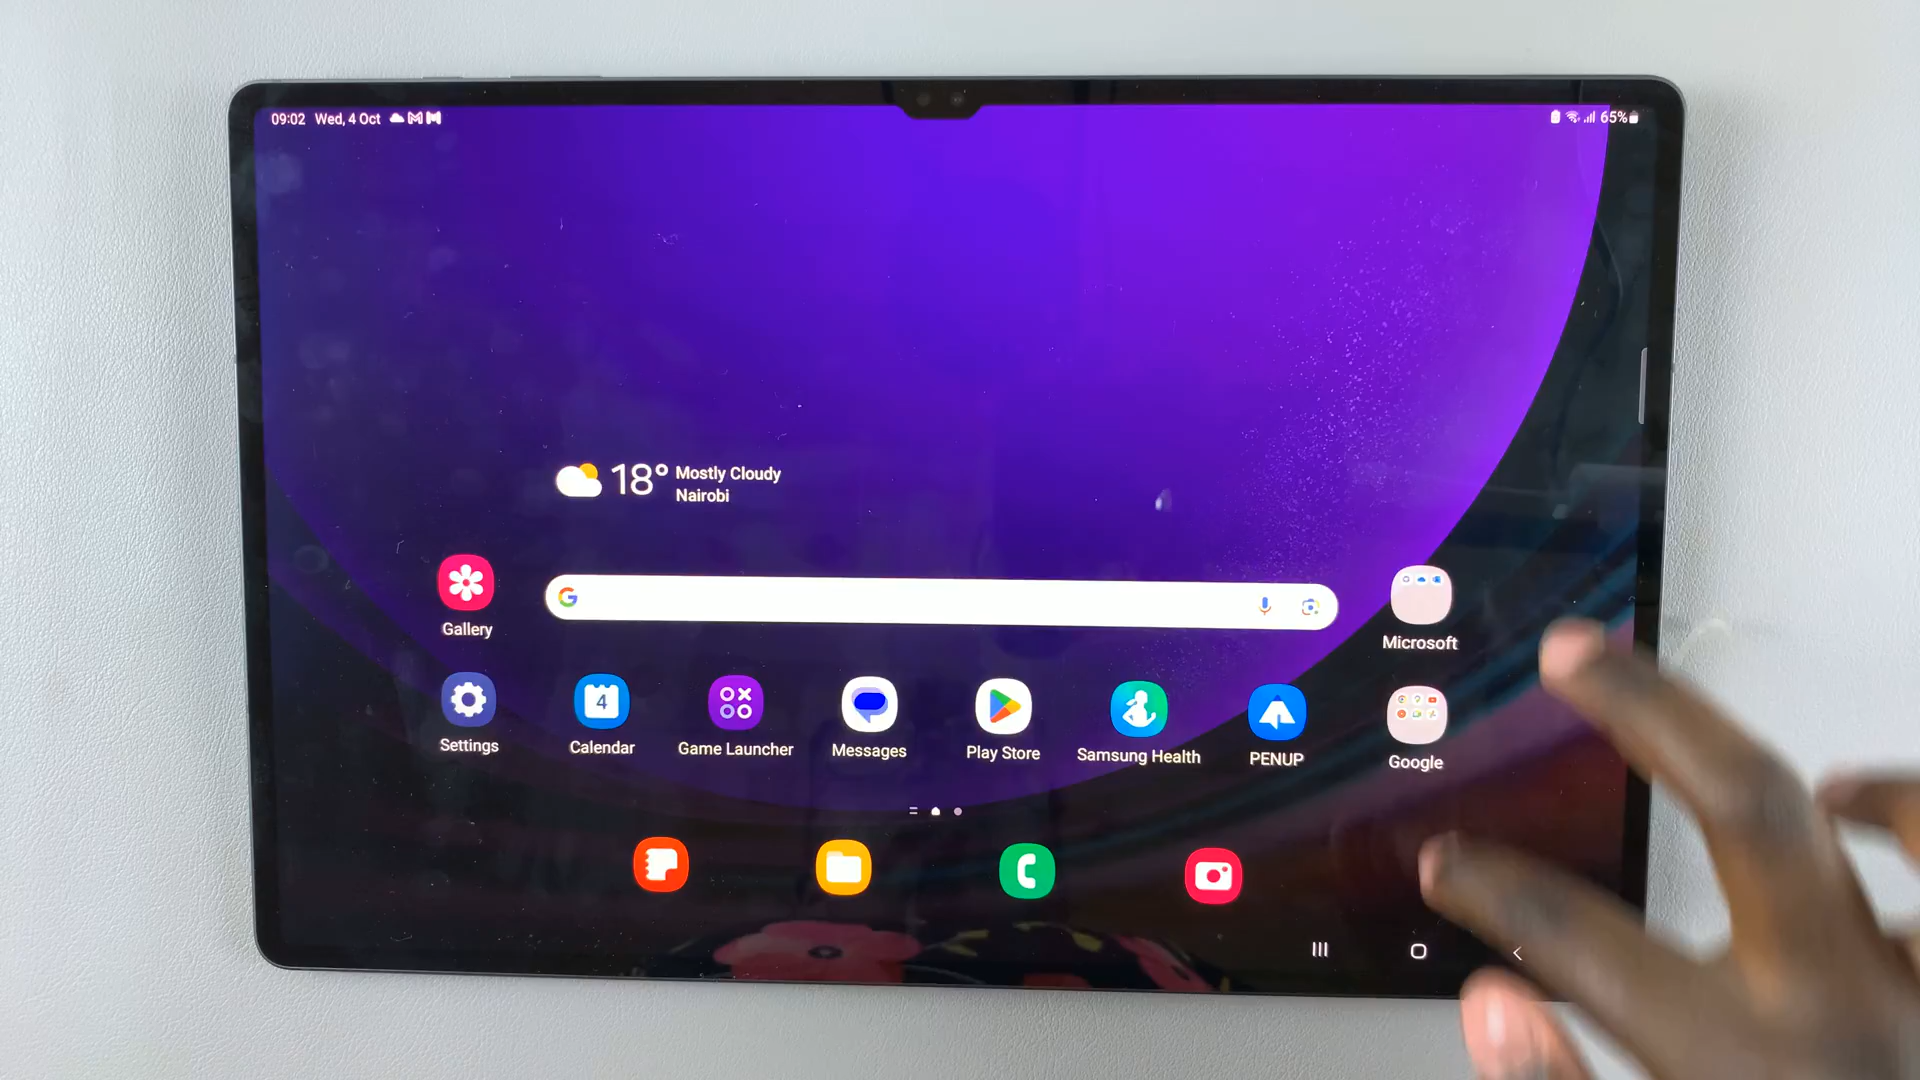 09:02 Wed, 4 Oct
65%
18° Mostly Cloudy
Nairobi
Gallery
G
Microsoft
Settings
4
Calendar
Game Launcher
Messages
Play Store
Samsung Health
PENUP
Google